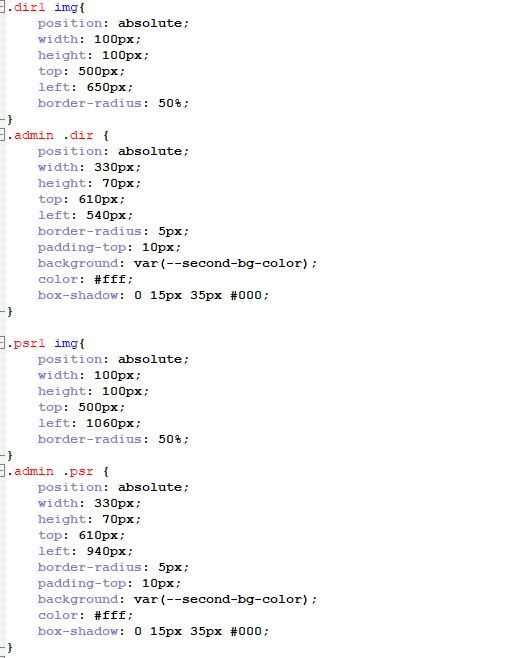 .dir1 img{
position: absolute;
width: 100px;
height: 100px;
top: 500px;
left: 650px;
border-radius: 50%;
}
.admin .dir {
position: absolute;
width: 330px;
height: 70px;
top: 610px;
left: 540px;
border-radius: 5px;
padding-top: 10px;
background: var(--second-bg-color);
color: #fff;
box-shadow: 0 15px 35px #000;
}
.psr1 img{
position: absolute;
width: 100px;
height: 100px;
top: 500px;
left: 1060px;
border-radius: 50%;
}
.admin .psr {
position: absolute;
width: 330px;
height: 70px;
top: 610px;
left: 940px;
border-radius: 5px;
padding-top: 10px;
background: var(--second-bg-color);
color: #fff;
box-shadow: 0 15px 35px #000;
}